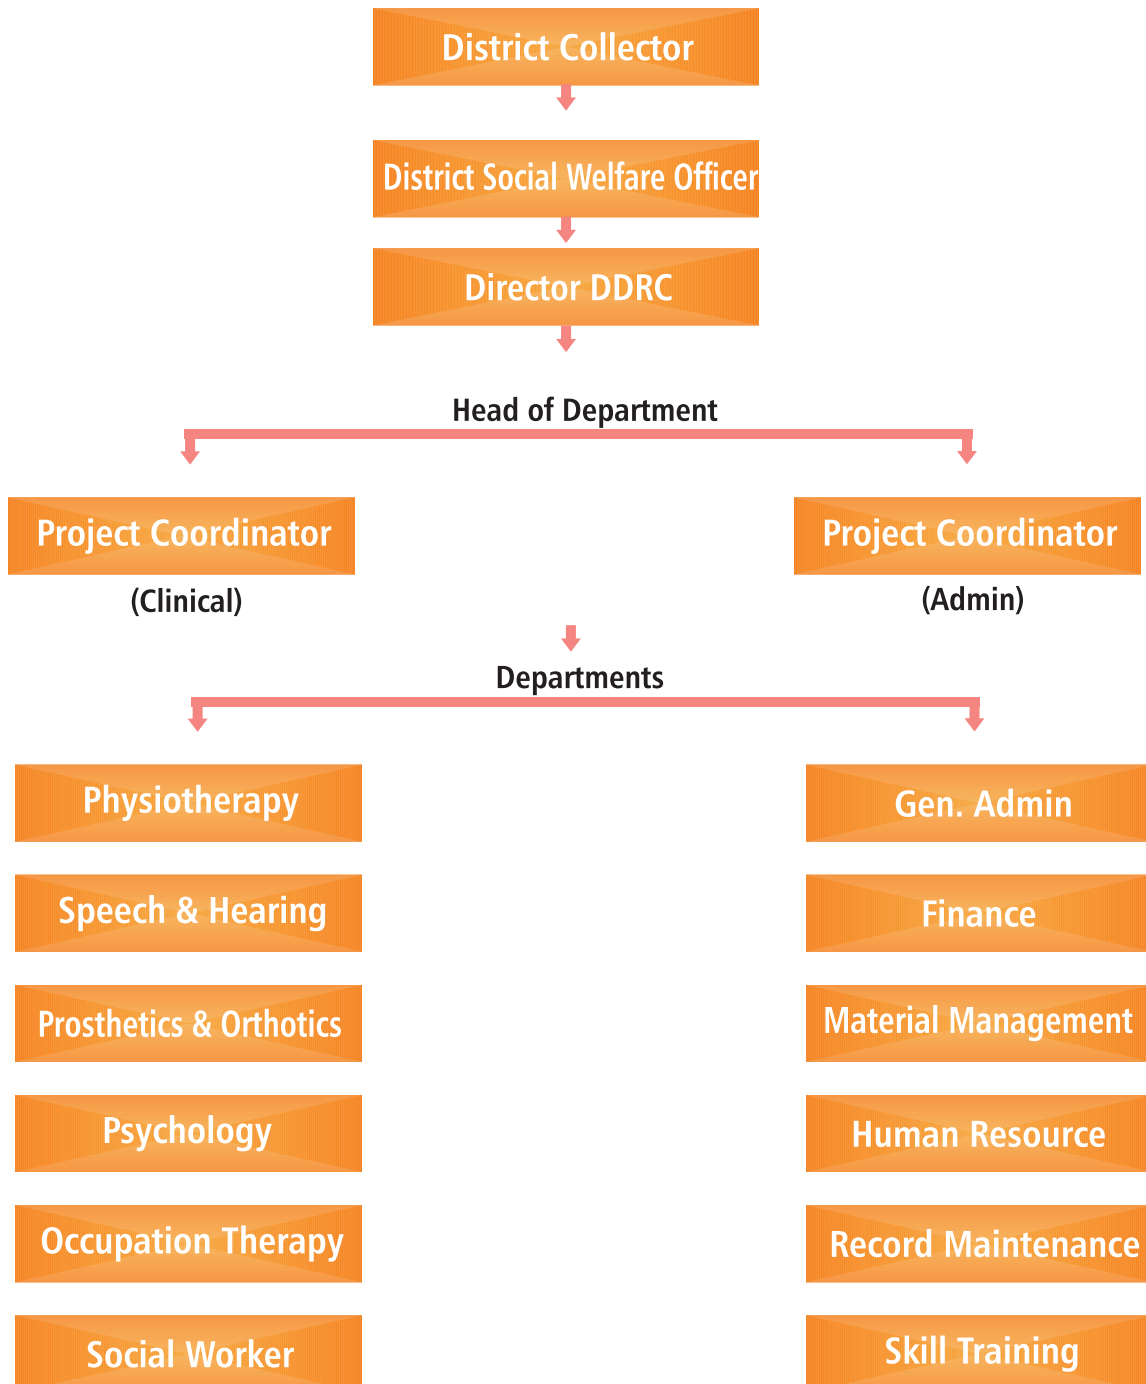 District Collector
District Social Welfare Officer
Director DDRC
Head of Department
Project Coordinator
(Clinical)
Project Coordinator
(Admin)
Departments
Physiotherapy
Speech & Hearing
Prosthetics & Orthotics
Psychology
Occupation Therapy
Social Worker
Gen. Admin
Finance
Material Management
Human Resource
Record Maintenance
Skill Training